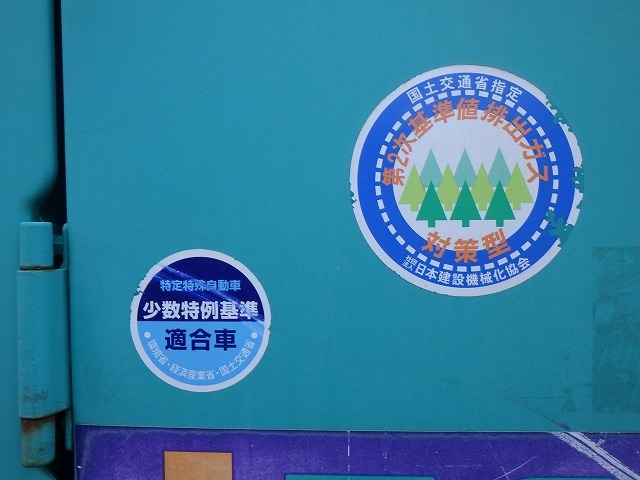 国土交通省指定
第2次基準値排出ガス
対策型
社団法人日本建設機械化協会
特定特殊自動車
少数特例基準
適合車
●環境省・経済産業省・国土交通省●